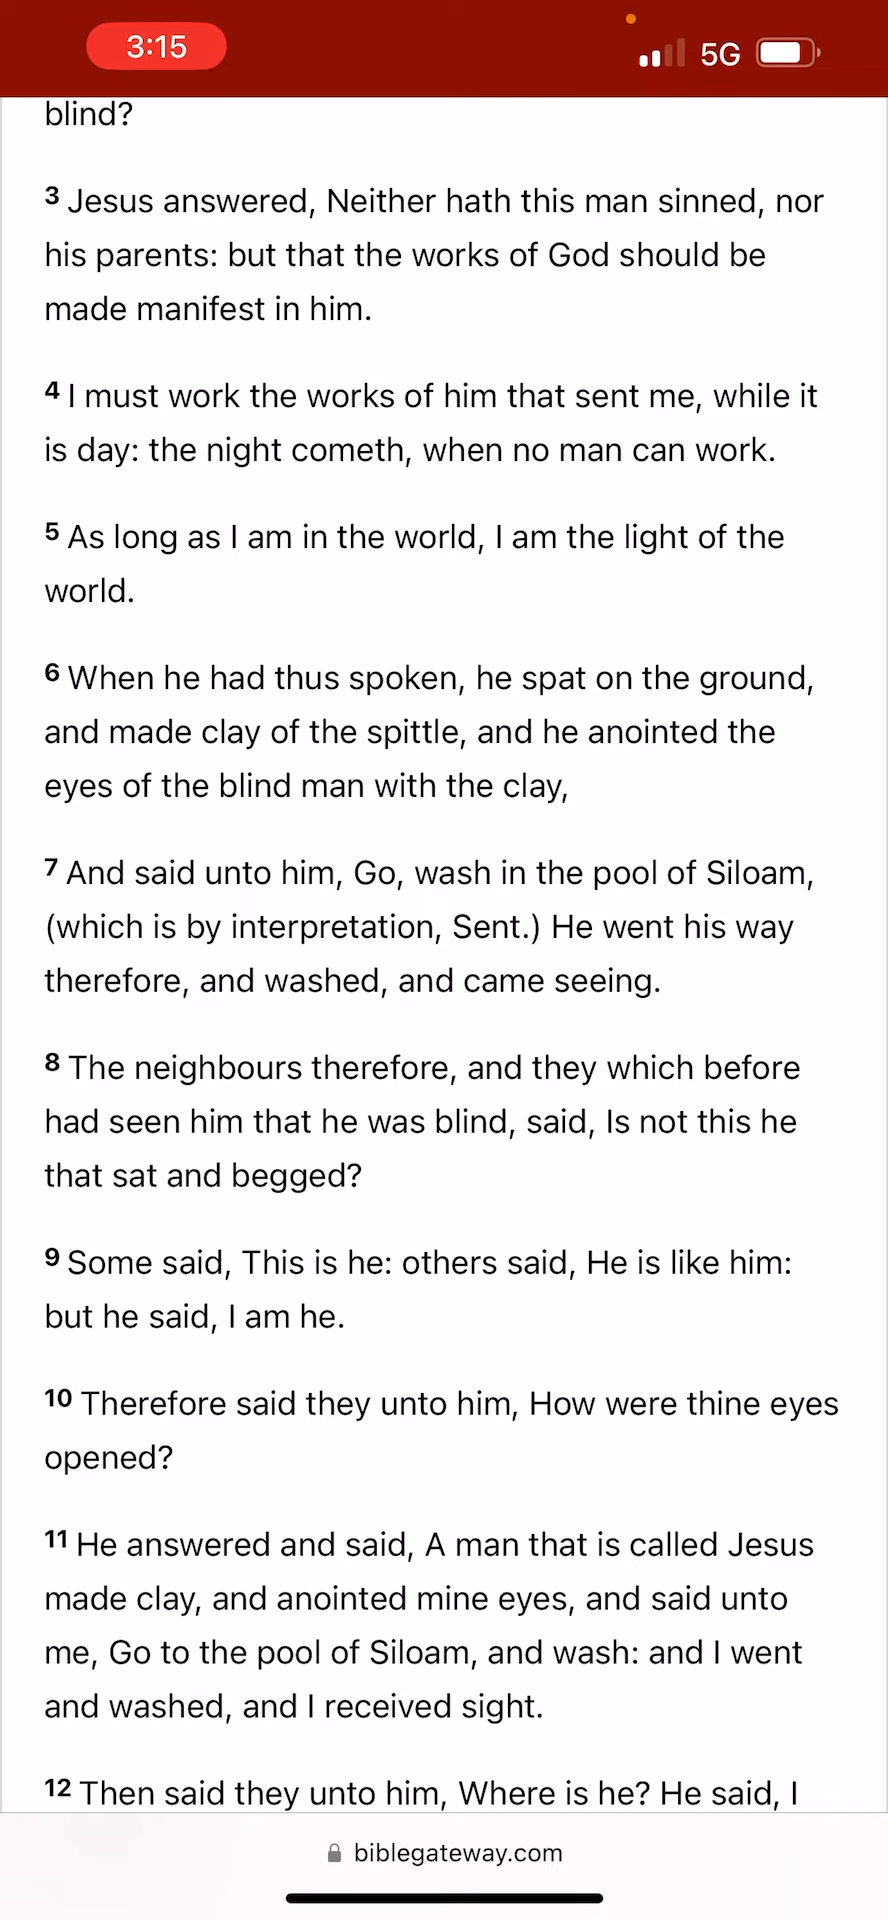 3:15
5G
blind?
3 Jesus answered, Neither hath this man sinned, nor
his parents: but that the works of God should be
made manifest in him.
4 I must work the works of him that sent me, while it
is day: the night cometh, when no man can work.
5 As long as I am in the world, I am the light of the
world.
6 When he had thus spoken, he spat on the ground,
and made clay of the spittle, and he anointed the
eyes of the blind man with the clay,
7 And said unto him, Go, wash in the pool of Siloam,
(which is by interpretation, Sent.) He went his way
therefore, and washed, and came seeing.
8 The neighbours therefore, and they which before
had seen him that he was blind, said, Is not this he
that sat and begged?
9 Some said, This is he: others said, He is like him:
but he said, I am he.
10 Therefore said they unto him, How were thine eyes
opened?
11 He answered and said, A man that is called Jesus
made clay, and anointed mine eyes, and said unto
me, Go to the pool of Siloam, and wash: and I went
and washed, and I received sight.
12 Then said they unto him, Where is he? He said, I
biblegateway.com